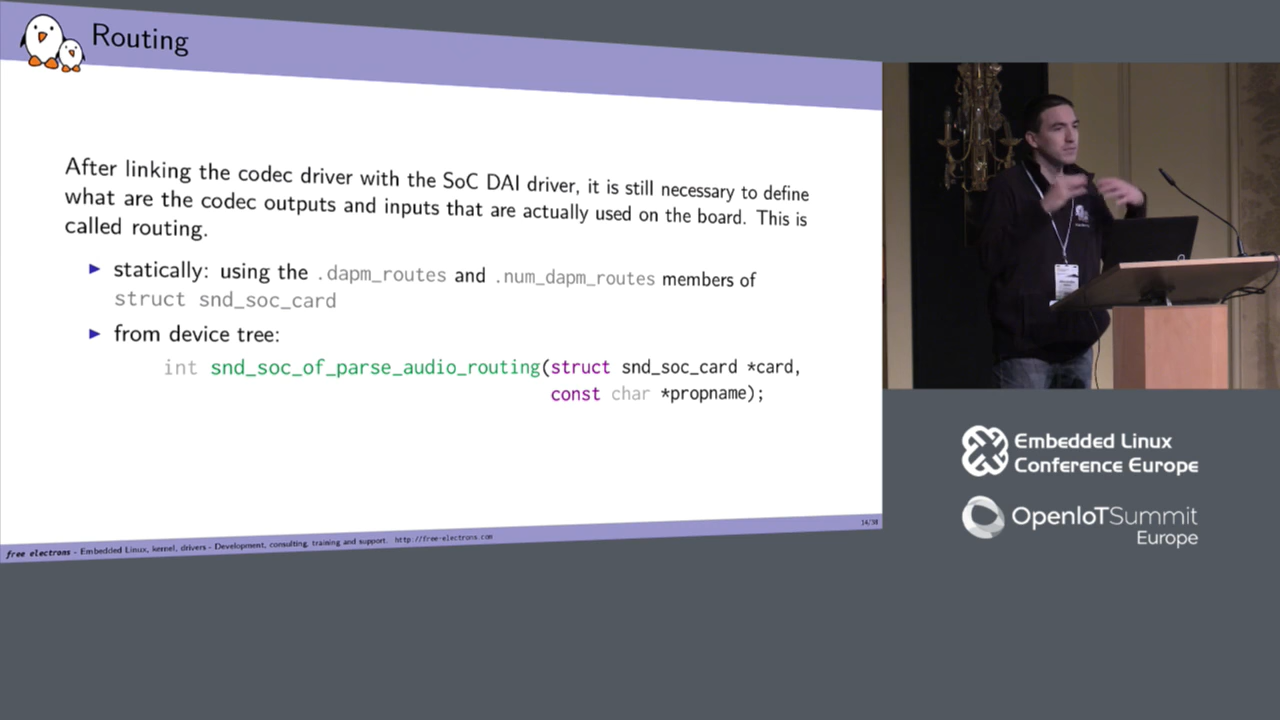 Routing
After linking the codec driver with the SoC DAI driver, it is still necessary to define
what are the codec outputs and inputs that are actually used on the board. This is
called routing.
▶ statically: using the .dapm_routes and .num_dapm_routes members of
struct snd_soc_card
▶ from device tree:
int snd_soc_of_parse_audio_routing(struct snd_soc_card *card,
const char *propname);
14/38
free electrons - Embedded Linux, kernel, drivers - Development, consulting, training and support. http://free-electrons.com
Embedded Linux
Conference Europe
OpenIoTSummit
Europe